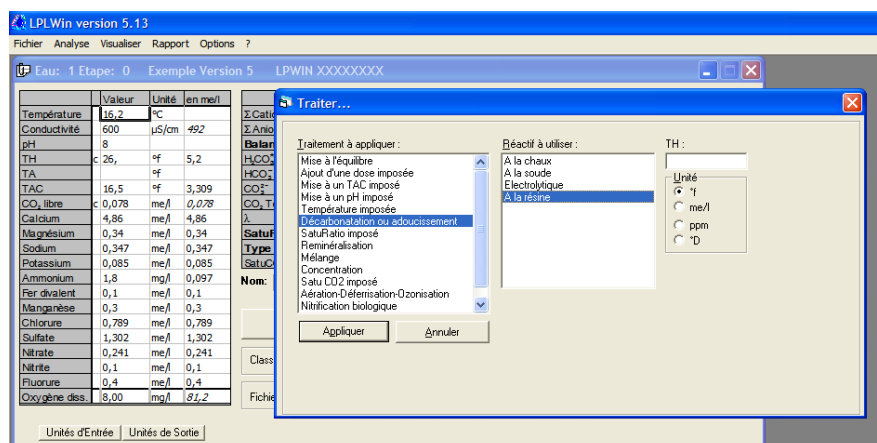 LPLWin version 5.13
Fichier Analyse Visualiser Rapport Options ?
Eau: 1 Etape: 0 Exemple Version 5 LPWIN XXXXXXXX
Valeur Unité en me/l
Température 16,2 °C
Conductivité 600 µS/cm 492
pH 8
TH c 26, °f 5,2
TA °f
TAC 16,5 °f 3,309
CO₂ libre c 0,078 me/l 0,078
Calcium 4,86 me/l 4,86
Magnésium 0,34 me/l 0,34
Sodium 0,347 me/l 0,347
Potassium 0,085 me/l 0,085
Ammonium 1,8 mg/l 0,097
Fer divalent 0,1 me/l 0,1
Manganèse 0,3 me/l 0,3
Chlorure 0,789 me/l 0,789
Sulfate 1,302 me/l 1,302
Nitrate 0,241 me/l 0,241
Nitrite 0,1 me/l 0,1
Fluorure 0,4 me/l 0,4
Oxygène diss. 8,00 mg/l 81,2
Unités d'Entrée Unités de Sortie
Σ Catio
Σ Anio
Balan
H₂CO₃
HCO₃⁻
CO₃²⁻
CO₂ T
λ
SatuR
Type
SatuC
Nom:
Class
Fichie
Traiter...
Traitement à appliquer :
Mise à l'équilibre
Ajout d'une dose imposée
Mise à un TAC imposé
Mise à un pH imposé
Température imposée
Décarbonatation ou adoucissement
SatuRatio imposé
Reminéralisation
Mélange
Concentration
Satu CO2 imposé
Aération-Déferrisation-Ozonisation
Nitrification biologique
Appliquer Annuler
Réactif à utiliser :
A la chaux
A la soude
Electrolytique
A la résine
TH :
Unité
°f
me/l
ppm
°D